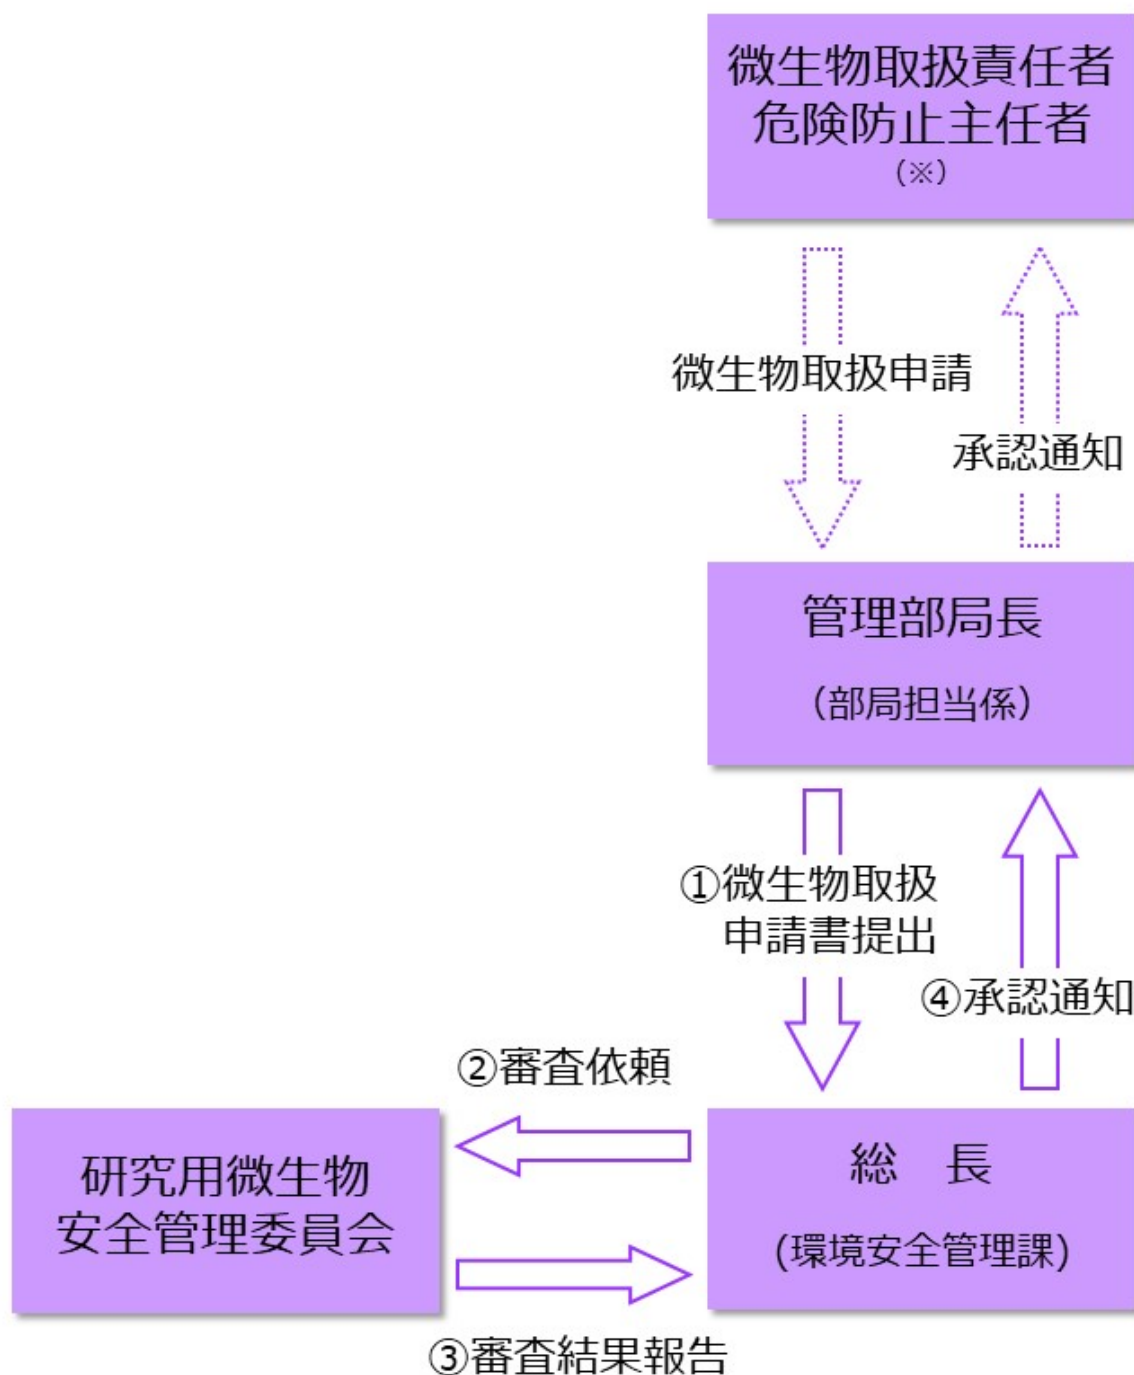 微生物取扱責任者
危険防止主任者
(※)
微生物取扱申請
承認通知
管理部局長
(部局担当係)
①微生物取扱
申請書提出
④承認通知
②審査依頼
研究用微生物
安全管理委員会
総　長
(環境安全管理課)
③審査結果報告